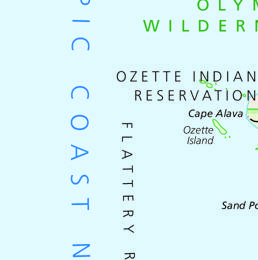 OLYM
WILDERN
OZETTE INDIAN
RESERVATION
Cape Alava
Ozette
Island
Sand Po
PIC COAST N
FLATTERY R